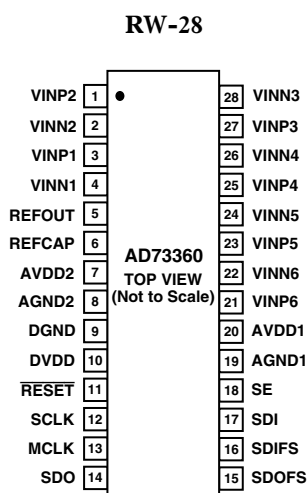 RW-28
VINP2 1 28 VINN3
VINN2 2 27 VINP3
VINP1 3 26 VINN4
VINN1 4 25 VINP4
REFOUT 5 24 VINN5
REFCAP 6 23 VINP5
AVDD2 7 22 VINN6
AGND2 8 21 VINP6
DGND 9 20 AVDD1
DVDD 10 19 AGND1
RESET 11 18 SE
SCLK 12 17 SDI
MCLK 13 16 SDIFS
SDO 14 15 SDOFS
AD73360
TOP VIEW
(Not to Scale)